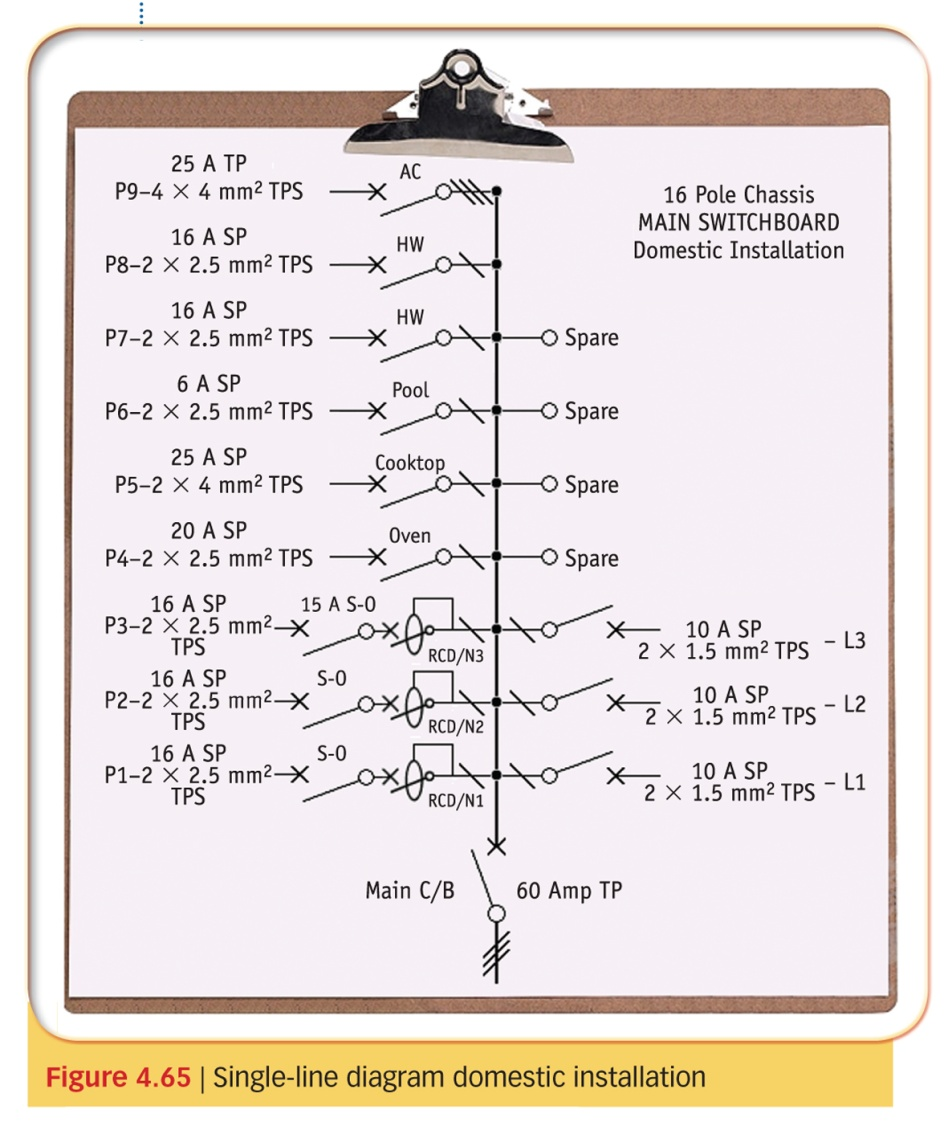 25 A TP
P9–4 × 4 mm² TPS
AC
16 Pole Chassis
MAIN SWITCHBOARD
Domestic Installation
16 A SP
P8–2 × 2.5 mm² TPS
HW
16 A SP
P7–2 × 2.5 mm² TPS
HW
Spare
6 A SP
P6–2 × 2.5 mm² TPS
Pool
Spare
25 A SP
P5–2 × 4 mm² TPS
Cooktop
Spare
20 A SP
P4–2 × 2.5 mm² TPS
Oven
Spare
16 A SP
P3–2 × 2.5 mm²
TPS
15 A S-O
RCD/N3
10 A SP
2 × 1.5 mm² TPS
– L3
16 A SP
P2–2 × 2.5 mm²
TPS
S-O
RCD/N2
10 A SP
2 × 1.5 mm² TPS
– L2
16 A SP
P1–2 × 2.5 mm²
TPS
S-O
RCD/N1
10 A SP
2 × 1.5 mm² TPS
– L1
Main C/B
60 Amp TP
Figure 4.65 | Single-line diagram domestic installation